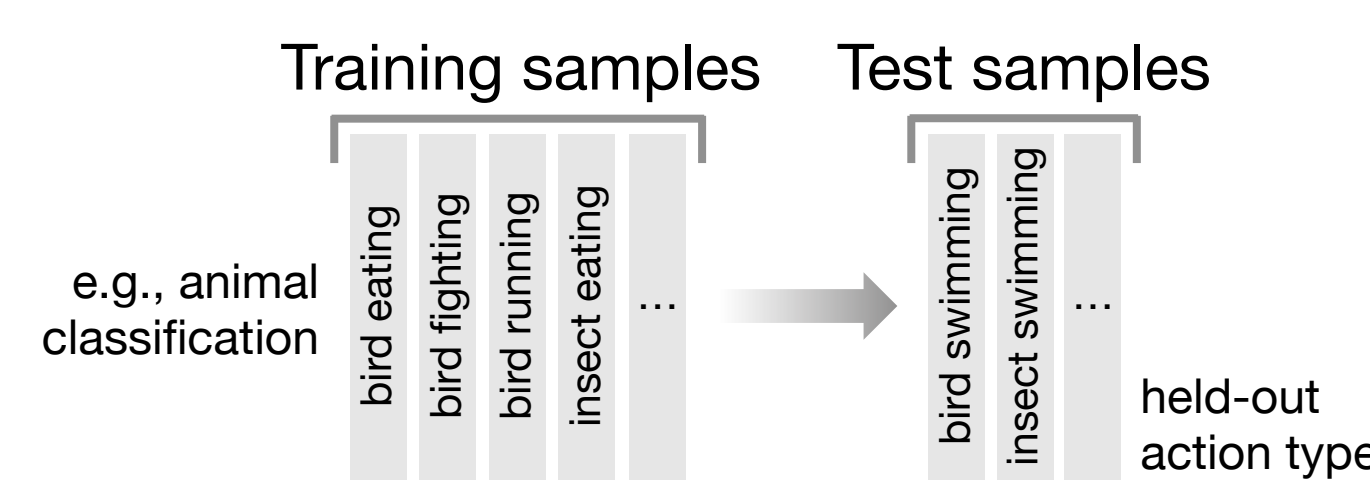 Training samples
Test samples
e.g., animal
classification
bird eating
bird fighting
bird running
insect eating
...
bird swimming
insect swimming
...
held-out
action type